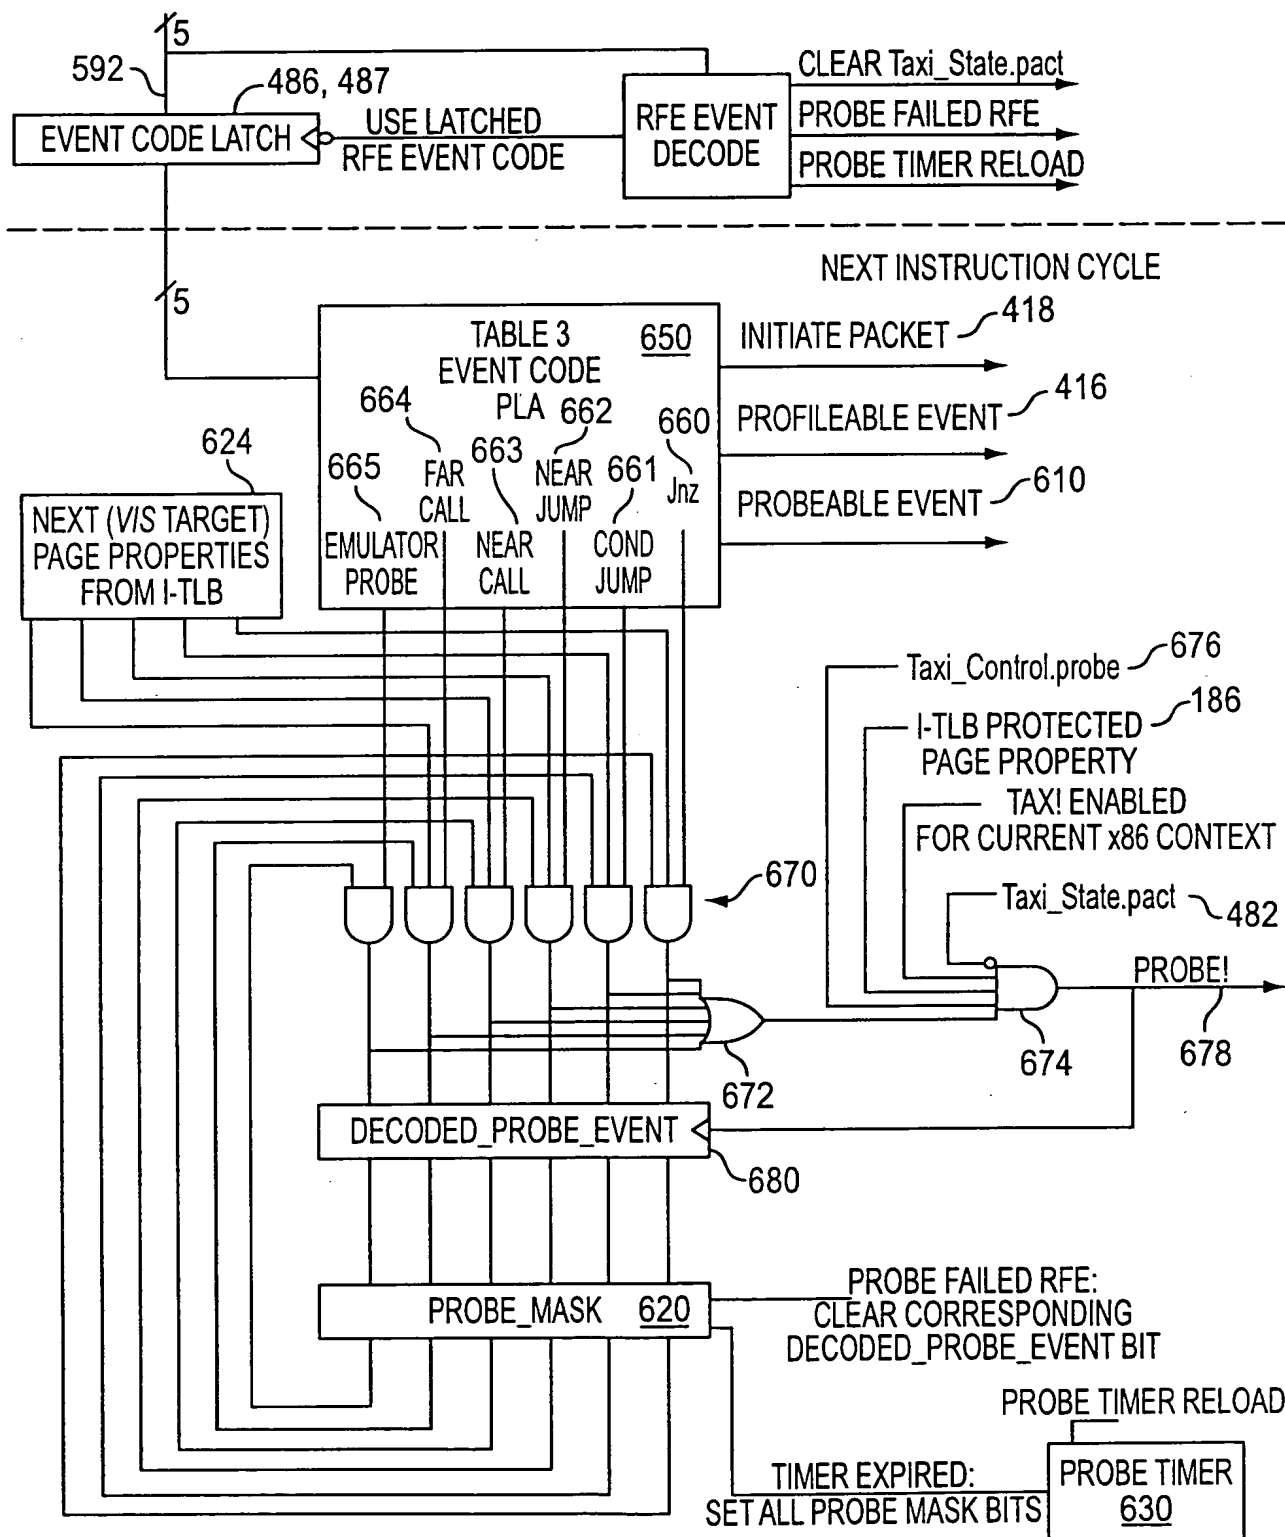 5
592
486, 487
EVENT CODE LATCH
USE LATCHED
RFE EVENT CODE
RFE EVENT
DECODE
CLEAR Taxi_State.pact
PROBE FAILED RFE
PROBE TIMER RELOAD
NEXT INSTRUCTION CYCLE
5
TABLE 3
EVENT CODE
PLA
650
INITIATE PACKET
418
PROFILEABLE EVENT
416
PROBEABLE EVENT
610
664
662
660
665
FAR
CALL
663
NEAR
JUMP
661
Jnz
EMULATOR
PROBE
NEAR
CALL
COND
JUMP
624
NEXT (VIS TARGET)
PAGE PROPERTIES
FROM I-TLB
Taxi_Control.probe
676
I-TLB PROTECTED
PAGE PROPERTY
186
TAX! ENABLED
FOR CURRENT x86 CONTEXT
670
Taxi_State.pact
482
PROBE!
672
674
678
DECODED_PROBE_EVENT
680
PROBE_MASK 620
PROBE FAILED RFE:
CLEAR CORRESPONDING
DECODED_PROBE_EVENT BIT
PROBE TIMER RELOAD
TIMER EXPIRED:
SET ALL PROBE MASK BITS
PROBE TIMER
630